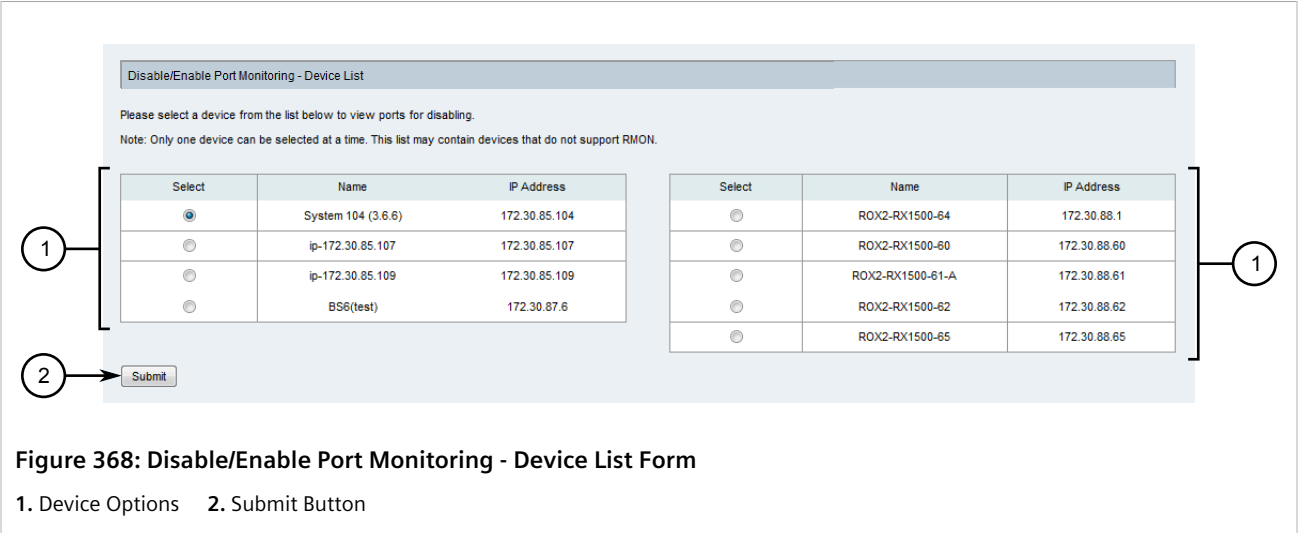 Disable/Enable Port Monitoring - Device List
Please select a device from the list below to view ports for disabling.
Note: Only one device can be selected at a time. This list may contain devices that do not support RMON.
Select Name IP Address
System 104 (3.6.6) 172.30.85.104
ip-172.30.85.107 172.30.85.107
ip-172.30.85.109 172.30.85.109
BS6(test) 172.30.87.6
Select Name IP Address
ROX2-RX1500-64 172.30.88.1
ROX2-RX1500-60 172.30.88.60
ROX2-RX1500-61-A 172.30.88.61
ROX2-RX1500-62 172.30.88.62
ROX2-RX1500-65 172.30.88.65
1
1
2
Submit
Figure 368: Disable/Enable Port Monitoring - Device List Form
1. Device Options 2. Submit Button